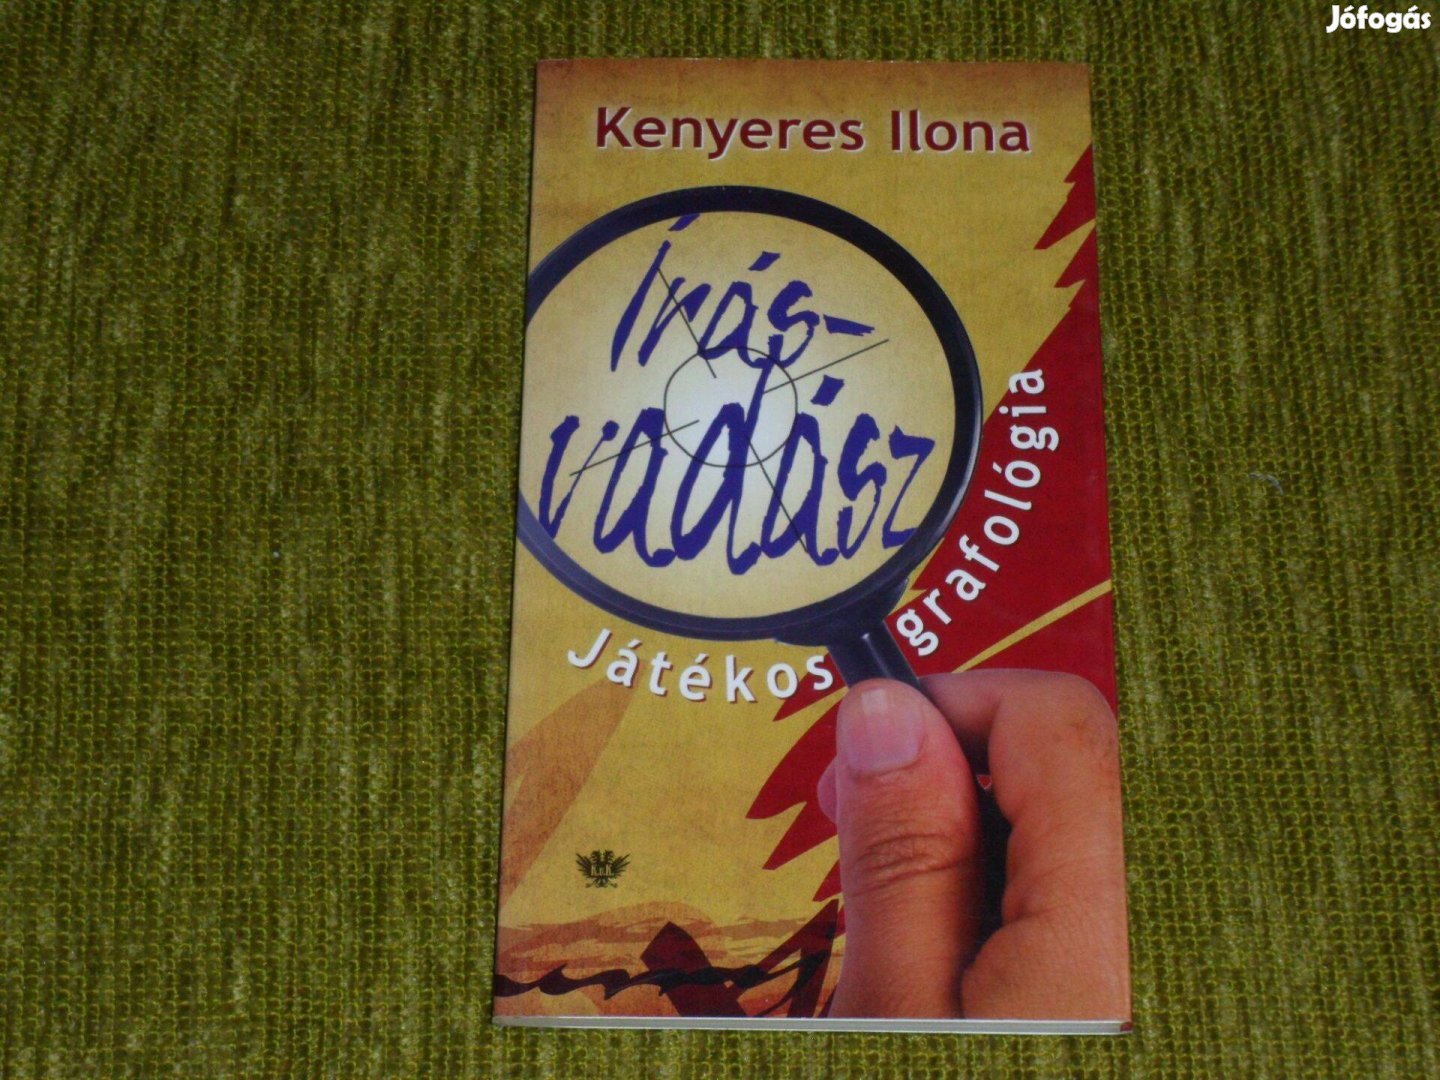 Jófogás
Kenyeres Ilona
Írás-
vadász
Játékos grafológia
K.u.K.